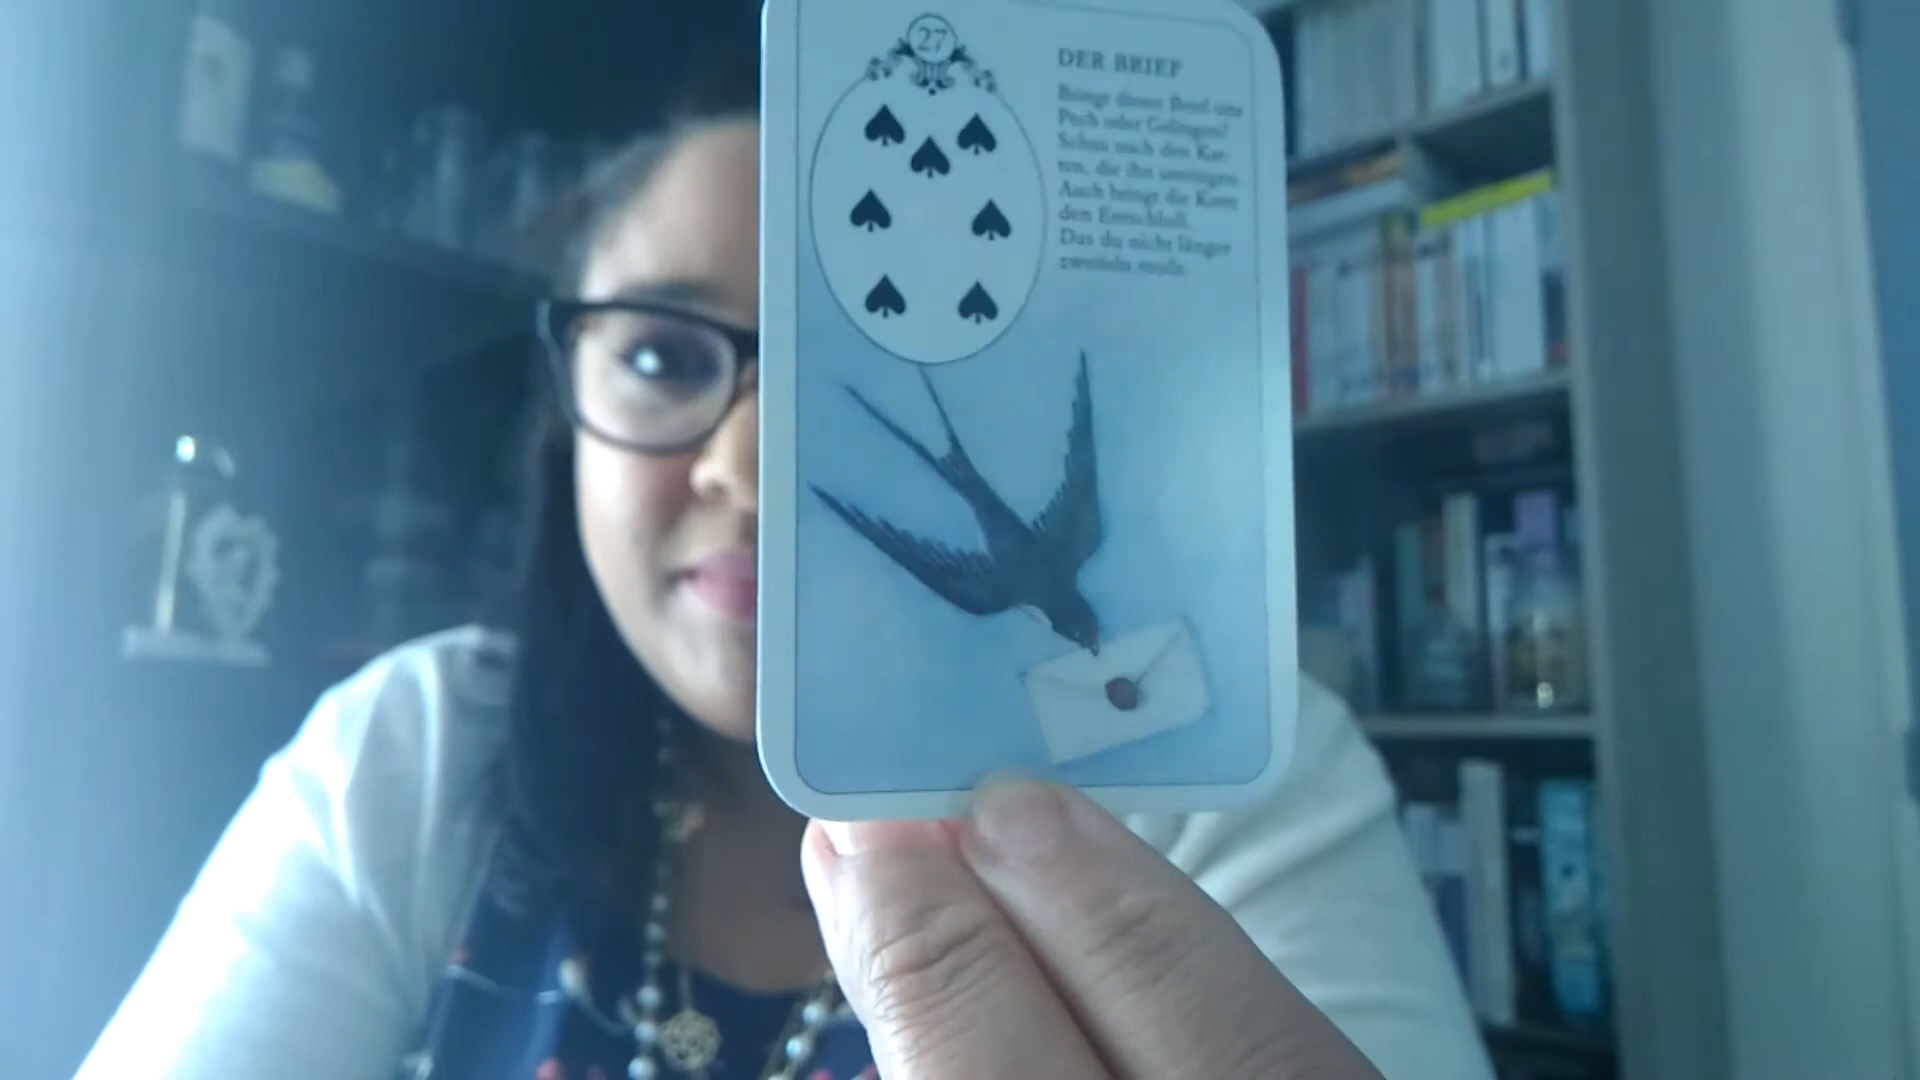 27
DER BRIEF
Bringt dieser Brief uns
Pech oder Gelingen?
Schau nach den Kar-
ten, die ihn umringen.
Auch bringt die Karte
den Entschluß,
Das du nicht länger
zweifeln mußt.